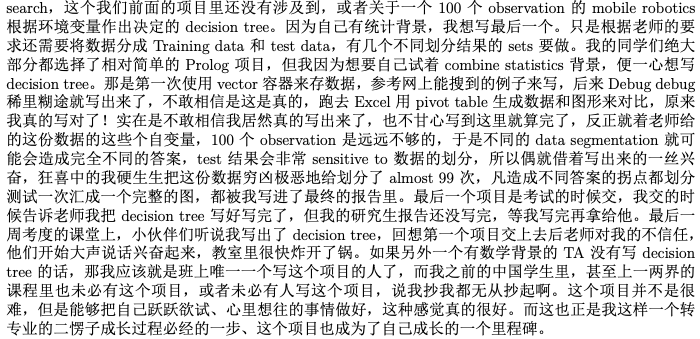 search，这个我们前面的项目里还没有涉及到，或者关于一个 100 个 observation 的 mobile robotics
根据环境变量作出决定的 decision tree。因为自己有统计背景，我想写最后一个。只是根据老师的要
求还需要将数据分成 Training data 和 test data，有几个不同划分结果的 sets 要做。我的同学们绝大
部分都选择了相对简单的 Prolog 项目，但我因为想要自己试着 combine statistics 背景，便一心想写
decision tree。那是第一次使用 vector 容器来存数据，参考网上能搜到的例子来写，后来 Debug debug
稀里糊途就写出来了，不敢相信是这是真的，跑去 Excel 用 pivot table 生成数据和图形来对比，原来
我真的写对了！实在是不敢相信我居然真的写出来了，也不甘心写到这里就算完了，反正就着老师给
的这份数据的这些个自变量，100 个 observation 是远远不够的，于是不同的 data segmentation 就可
能会造成完全不同的答案，test 结果会非常 sensitive to 数据的划分，所以偶就借着写出来的一丝兴
奋，狂喜中的我硬生生把这份数据穷凶极恶地给划分了 almost 99 次，凡造成不同答案的拐点都划分
测试一次汇成一个完整的图，都被我写进了最终的报告里。最后一个项目是考试的时候交，我交的时
候告诉老师我把 decision tree 写好写完了，但我的研究生报告还没写完，等我写完再拿给他。最后一
周考度的课堂上，小伙伴们听说我写出了 decision tree，回想第一个项目交上去后老师对我的不信任，
他们开始大声说话兴奋起来，教室里很快炸开了锅。如果另外一个有数学背景的 TA 没有写 decision
tree 的话，那我应该就是班上唯一一个写这个项目的人了，而我之前的中国学生里，甚至上一两界的
课程里也未必有这个项目，或者未必有人写这个项目，说我抄我都无从抄起啊。这个项目并不是很
难，但是能够把自己跃跃欲试、心里想往的事情做好，这种感觉真的很好。而这也正是我这样一个转
专业的二愣子成长过程必经的一步、这个项目也成为了自己成长的一个里程碑。